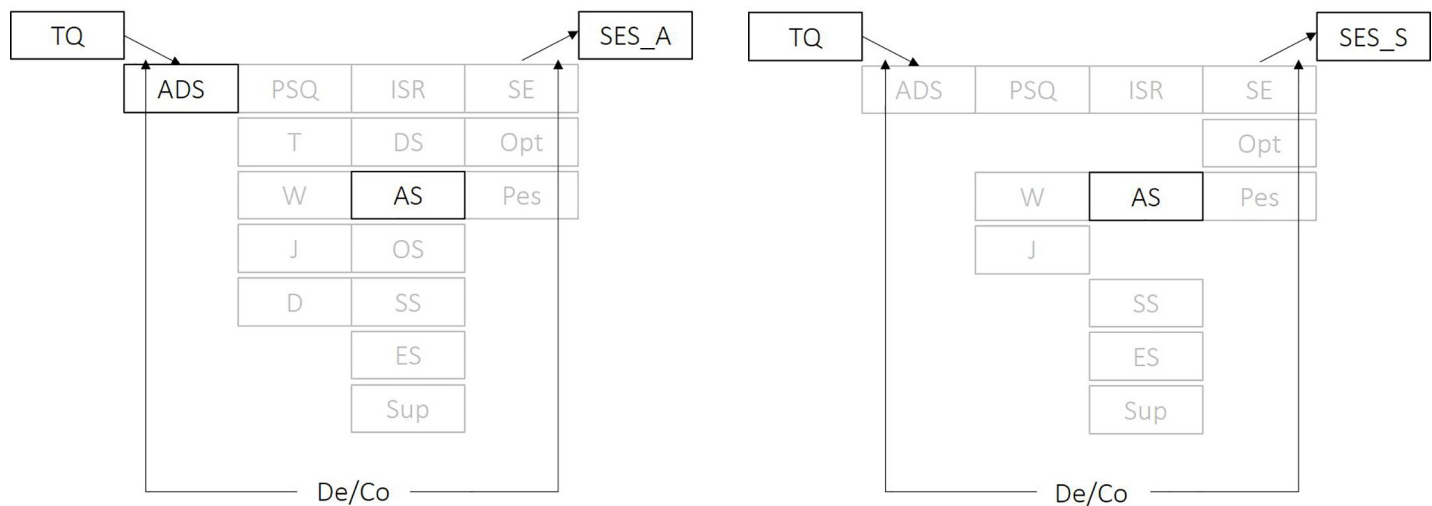 TQ SES_A
ADS PSQ ISR SE
T DS Opt
W AS Pes
J OS
D SS
ES
Sup
De/Co
TQ SES_S
ADS PSQ ISR SE
Opt
W AS Pes
J
SS
ES
Sup
De/Co